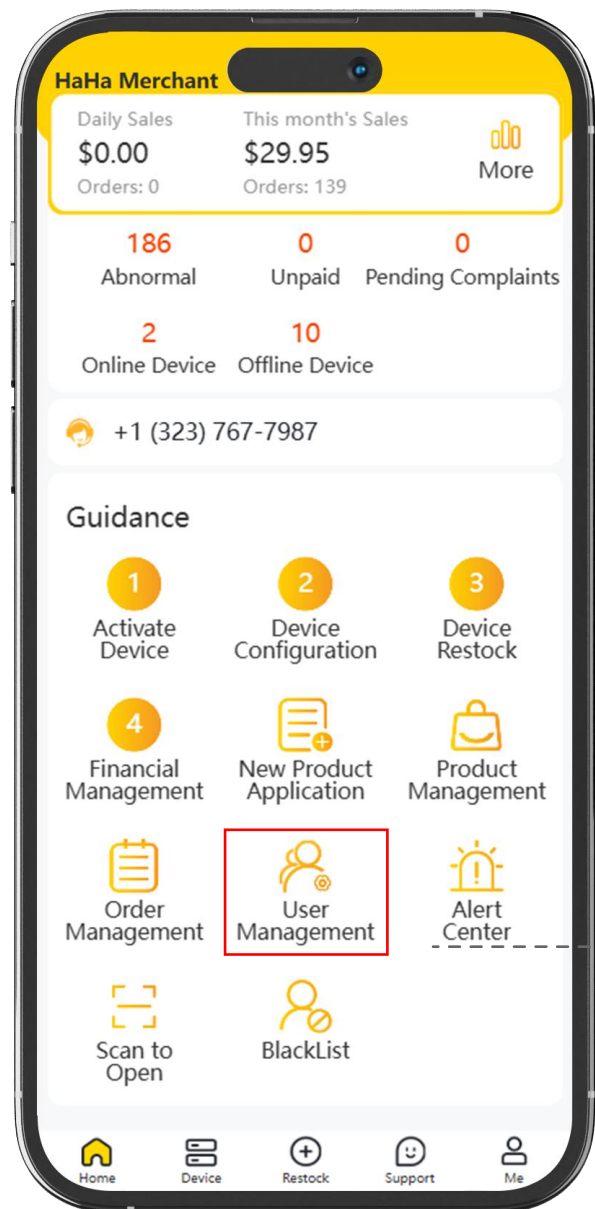 HaHa Merchant
Daily Sales This month's Sales
$0.00 $29.95 More
Orders: 0 Orders: 139
186 0 0
Abnormal Unpaid Pending Complaints
2 10
Online Device Offline Device
+1 (323) 767-7987
Guidance
1 2 3
Activate Device Device
Device Configuration Restock
4
Financial New Product Product
Management Application Management
Order User Alert
Management Management Center
Scan to BlackList
Open
Home Device Restock Support Me